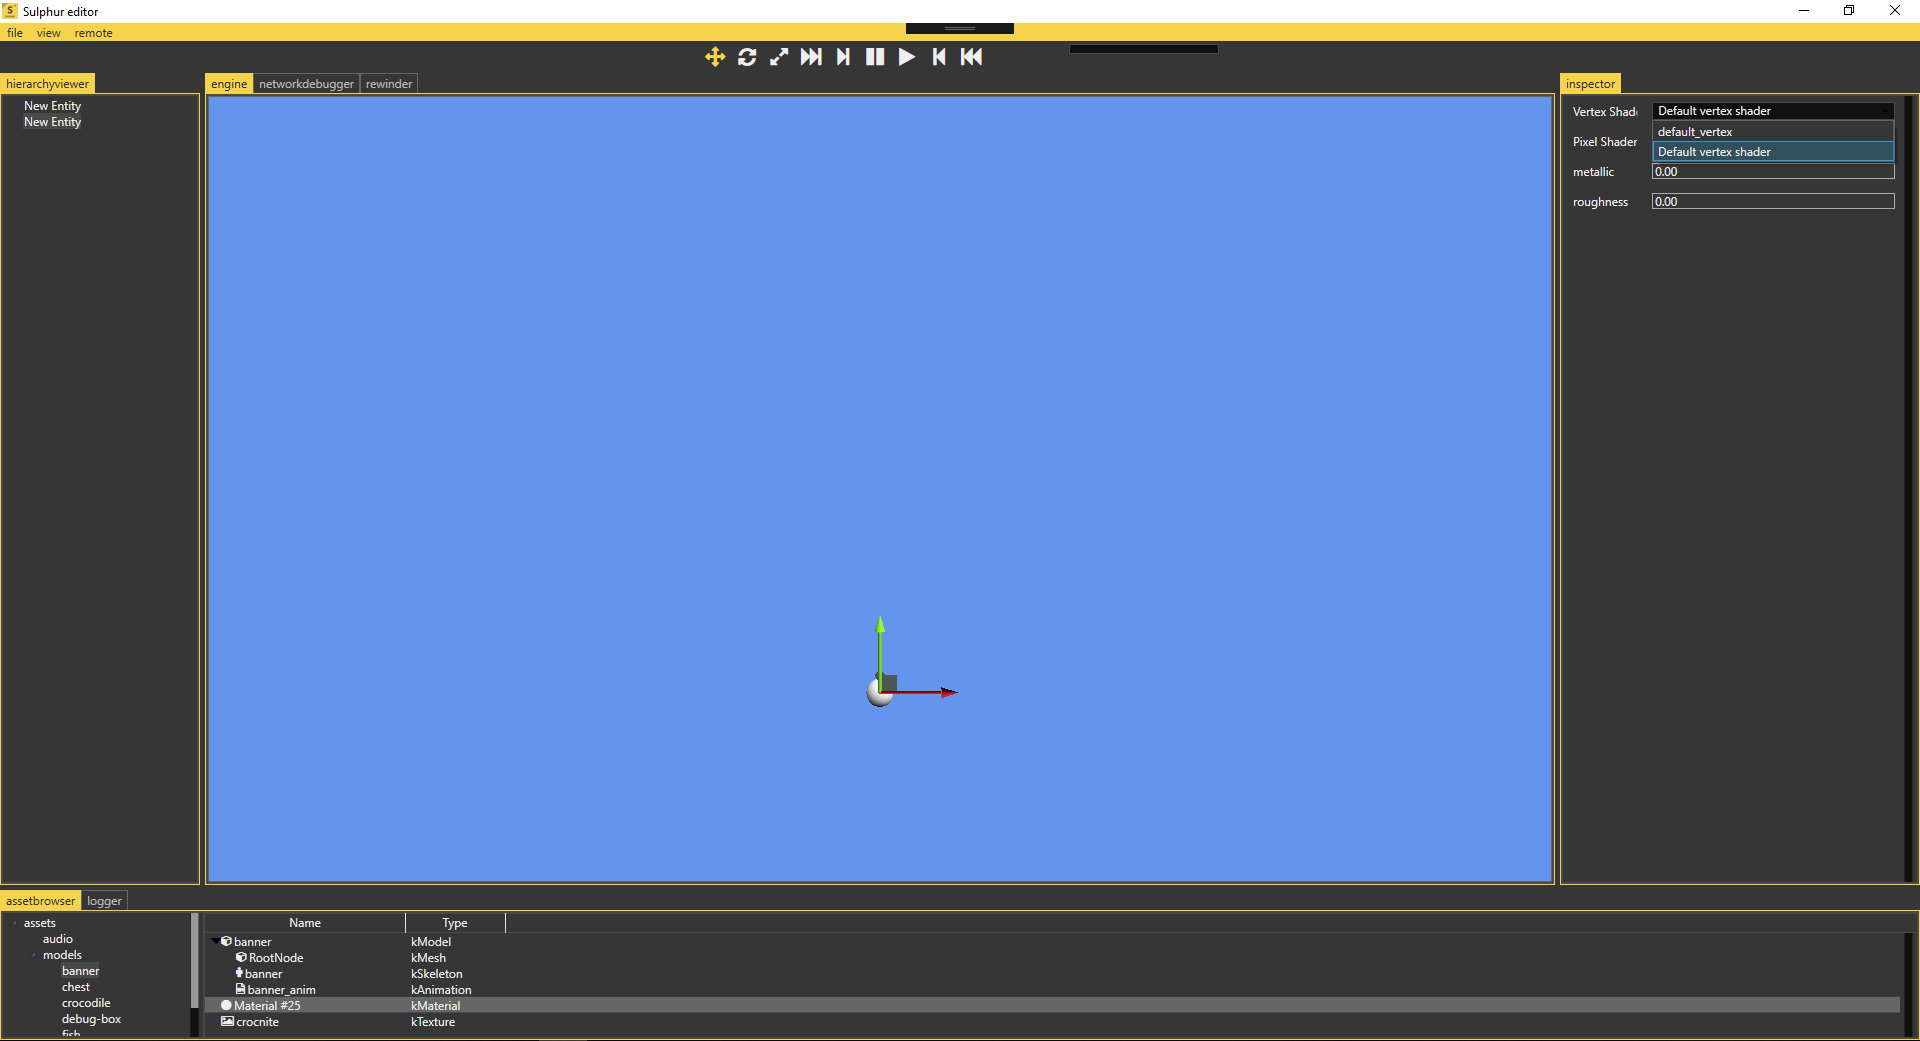 Sulphur editor
file view remote
hierarchyviewer
New Entity
New Entity
engine networkdebugger rewinder
inspector
Vertex Shad
Default vertex shader
default_vertex
Default vertex shader
Pixel Shader
metallic 0.00
roughness 0.00
assetbrowser logger
assets
audio
models
banner
chest
crocodile
debug-box
fish
Name Type
banner kModel
RootNode kMesh
banner kSkeleton
banner_anim kAnimation
Material #25 kMaterial
crocnite kTexture